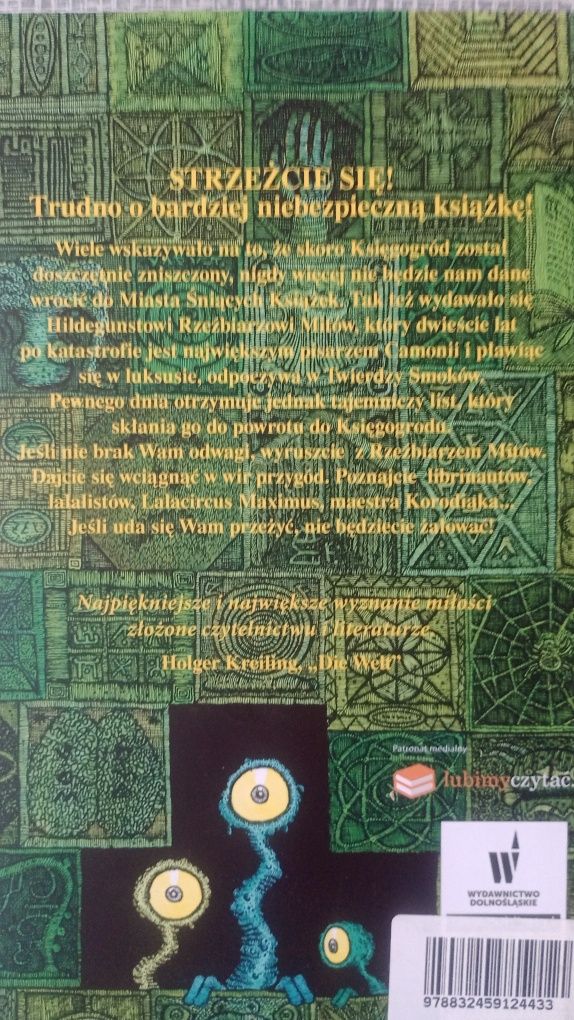 STRZEŻCIE SIĘ!
Trudno o bardziej niebezpieczną książkę!
Wiele wskazywało na to, że skoro Księgogród został
doszczętnie zniszczony, nigdy więcej nie będzie nam dane
wrócić do Miasta Śniących Książek. Tak też wydawało się
Hildegunstowi Rzeźbiarzowi Mitów, który dwieście lat
po katastrofie jest największym pisarzem Camonii i pławiąc
się w luksusie, odpoczywa w Twierdzy Smoków.
Pewnego dnia otrzymuje jednak tajemniczy list, który
skłania go do powrotu do Księgogrodu.
Jeśli nie brak Wam odwagi, wyruszcie z Rzeźbiarzem Mitów.
Dajcie się wciągnąć w wir przygód. Poznajcie librinautów,
lalalistów, Lalacircus Maximus, maestra Korodiaka...
Jeśli uda się Wam przeżyć, nie będziecie żałować!
Najpiękniejsze i największe wyznanie miłości
złożone czytelnictwu i literaturze.
Holger Kreiling, „Die Welt”
Patronat medialny
lubimyczytać.
WYDAWNICTWO
DOLNOŚLĄSKIE
9788324591244​33